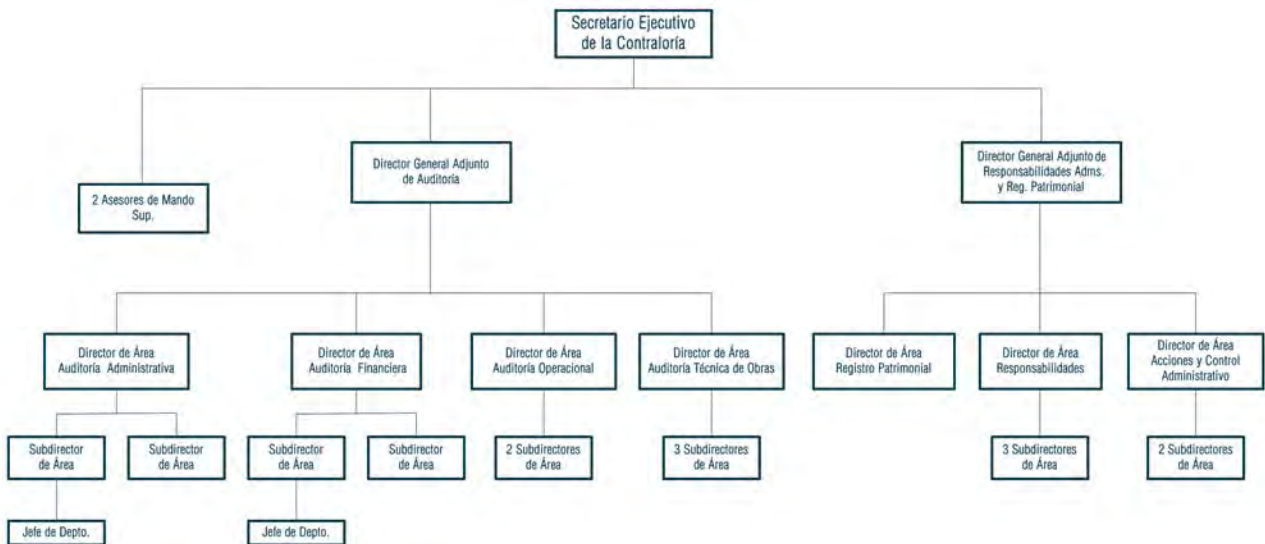 Secretario Ejecutivo
de la Contraloría
Director General Adjunto
de Auditoría
Director General Adjunto de
Responsabilidades Adms.
y Reg. Patrimonial
2 Asesores de Mando
Sup.
Director de Área
Auditoría Administrativa
Director de Área
Auditoría Financiera
Director de Área
Auditoría Operacional
Director de Área
Auditoría Técnica de Obras
Director de Área
Registro Patrimonial
Director de Área
Responsabilidades
Director de Área
Acciones y Control
Administrativo
Subdirector
de Área
Subdirector
de Área
Subdirector
de Área
Subdirector
de Área
2 Subdirectores
de Área
3 Subdirectores
de Área
3 Subdirectores
de Área
2 Subdirectores
de Área
Jefe de Depto.
Jefe de Depto.